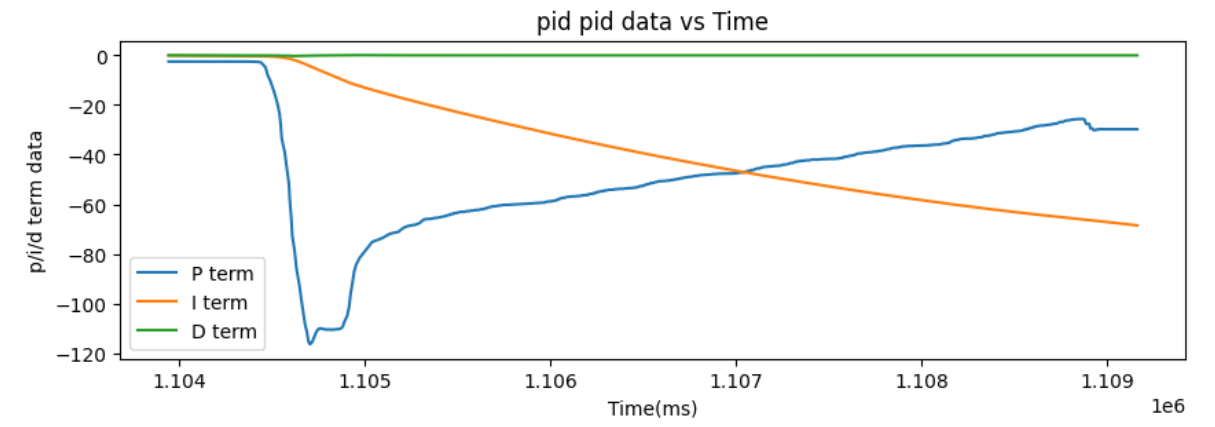 pid pid data vs Time
p/i/d term data
0
−20
−40
−60
−80
−100
−120
P term
I term
D term
1.104 1.105 1.106 1.107 1.108 1.109
1e6
Time(ms)